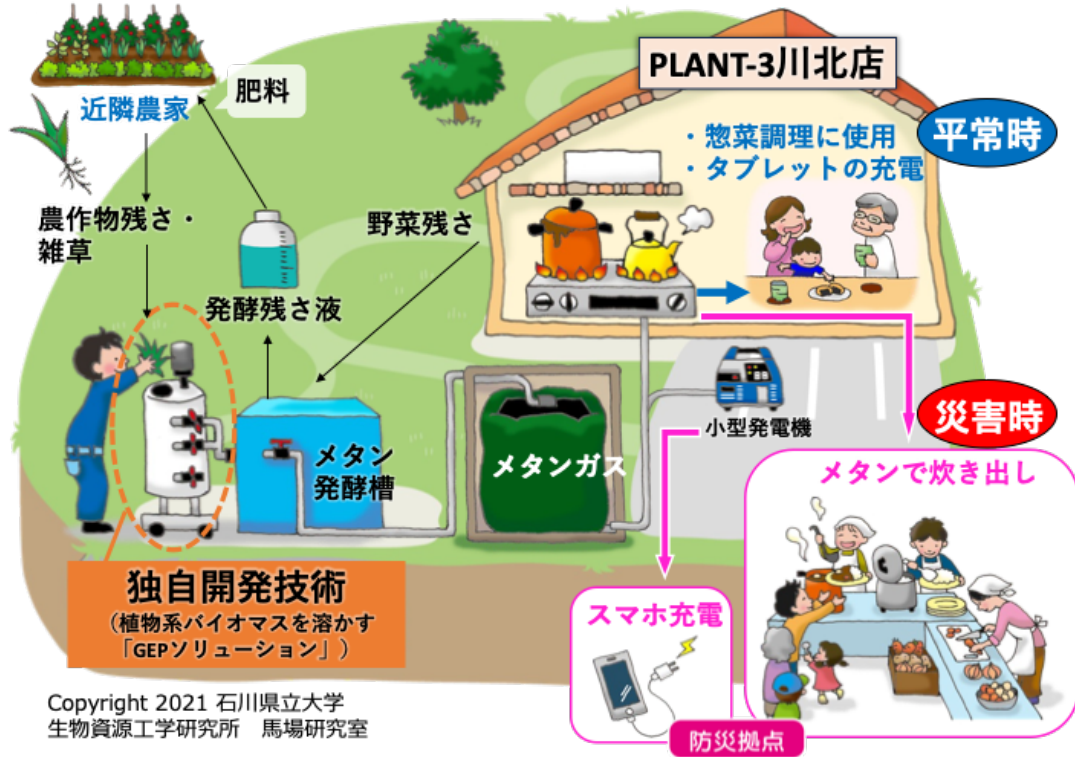 PLANT-3川北店
平常時
・惣菜調理に使用
・タブレットの充電
肥料
近隣農家
農作物残さ・
雑草
野菜残さ
発酵残さ液
メタン
発酵槽
メタンガス
小型発電機
災害時
メタンで炊き出し
独自開発技術
（植物系バイオマスを溶かす
「GEPソリューション」）
スマホ充電
防災拠点
Copyright 2021 石川県立大学
生物資源工学研究所　馬場研究室